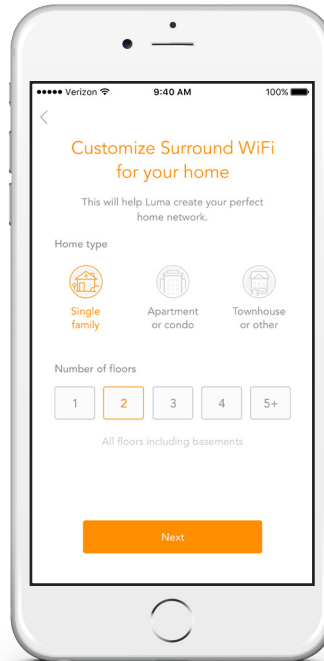 Verizon 9:40 AM 100%
Customize Surround WiFi
for your home
This will help Luma create your perfect
home network.
Home type
Single family
Apartment or condo
Townhouse or other
Number of floors
1 2 3 4 5+
All floors including basements
Next